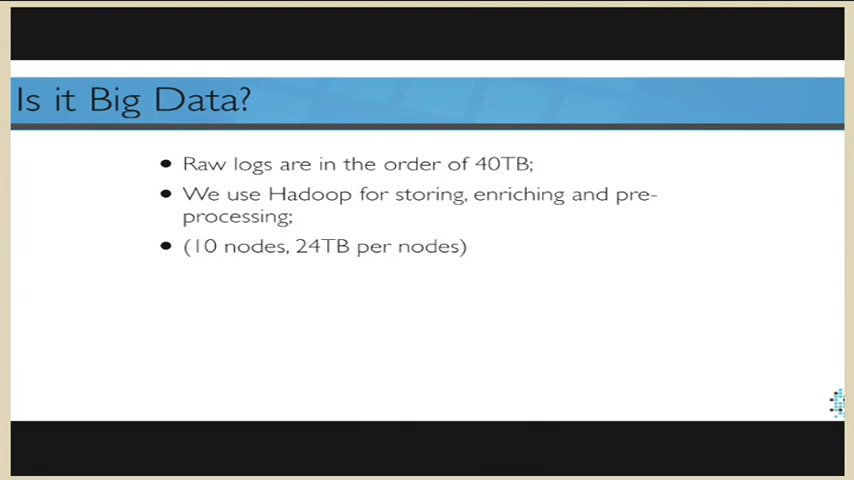 Is it Big Data?
• Raw logs are in the order of 40TB;
• We use Hadoop for storing, enriching and pre-
processing;
• (10 nodes, 24TB per nodes)